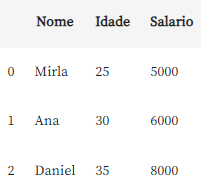 Nome Idade Salario
0 Mirla 25 5000
1 Ana 30 6000
2 Daniel 35 8000